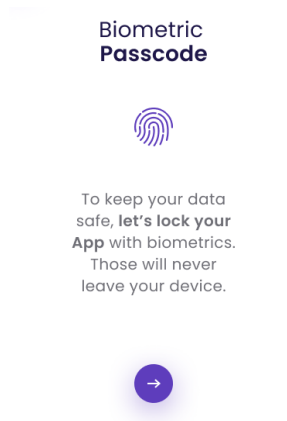 Biometric
Passcode
To keep your data
safe, let's lock your
App with biometrics.
Those will never
leave your device.